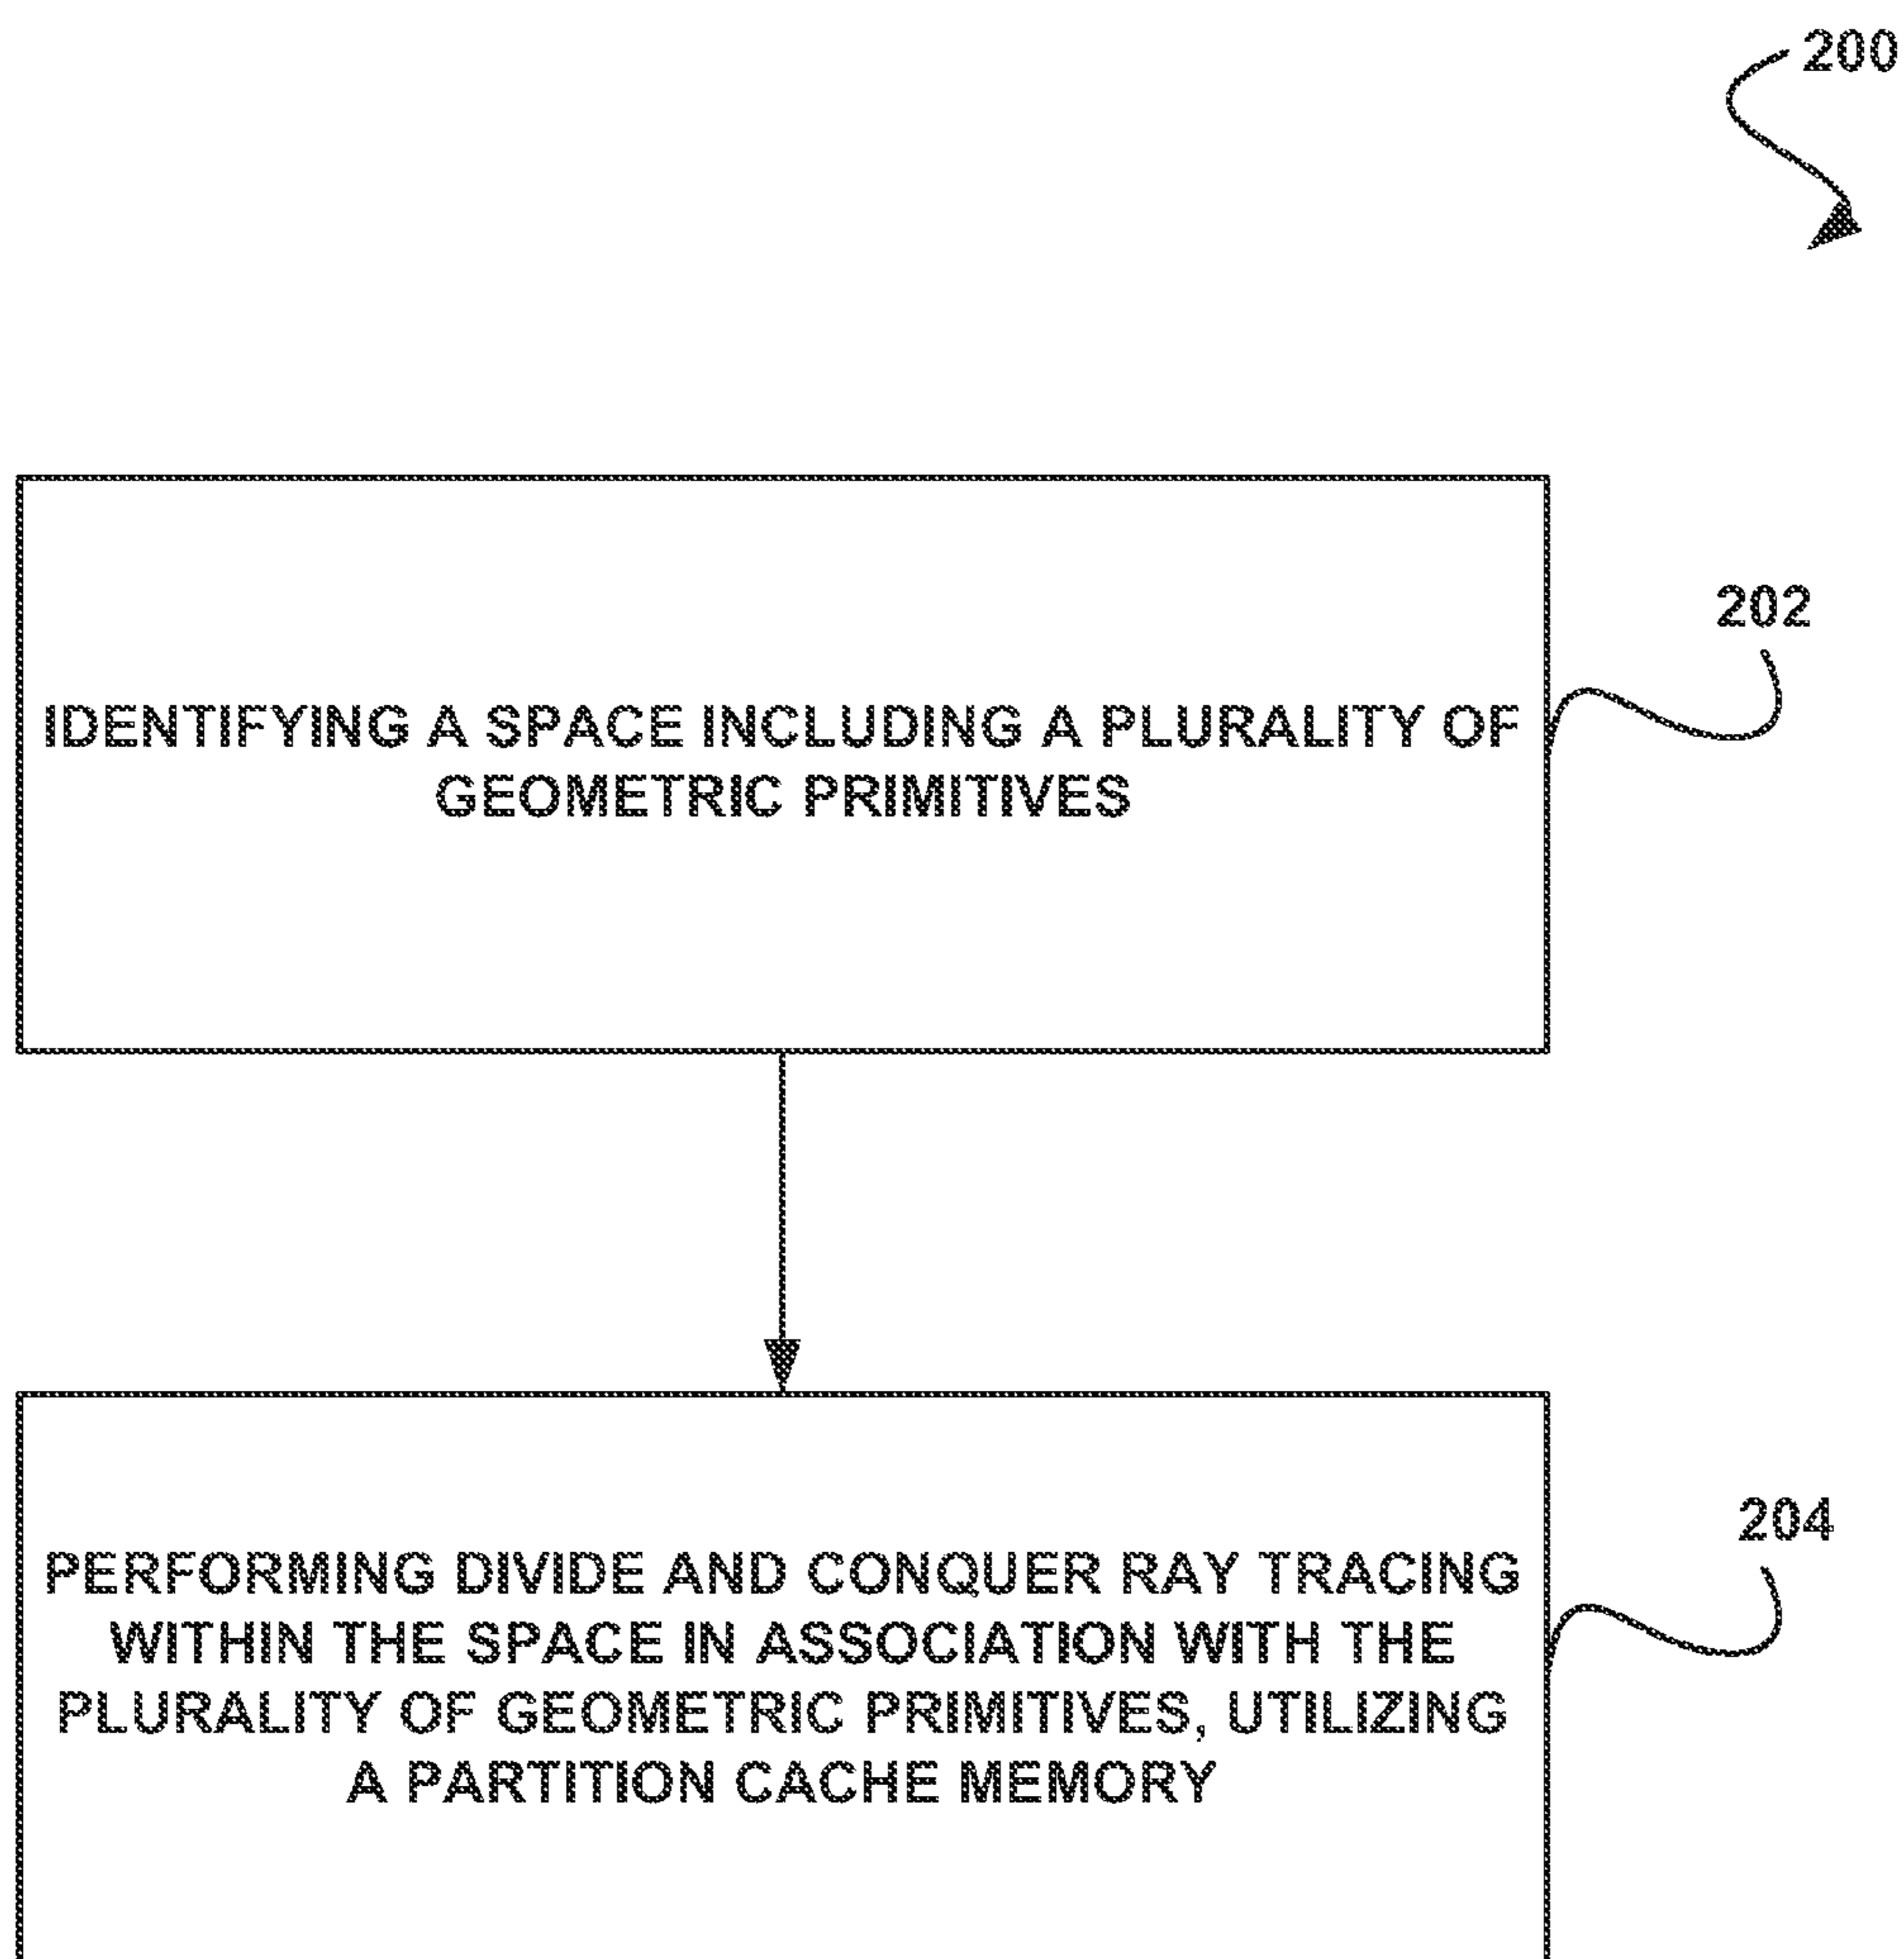 200
202
IDENTIFYING A SPACE INCLUDING A PLURALITY OF
GEOMETRIC PRIMITIVES
204
PERFORMING DIVIDE AND CONQUER RAY TRACING
WITHIN THE SPACE IN ASSOCIATION WITH THE
PLURALITY OF GEOMETRIC PRIMITIVES, UTILIZING
A PARTITION CACHE MEMORY